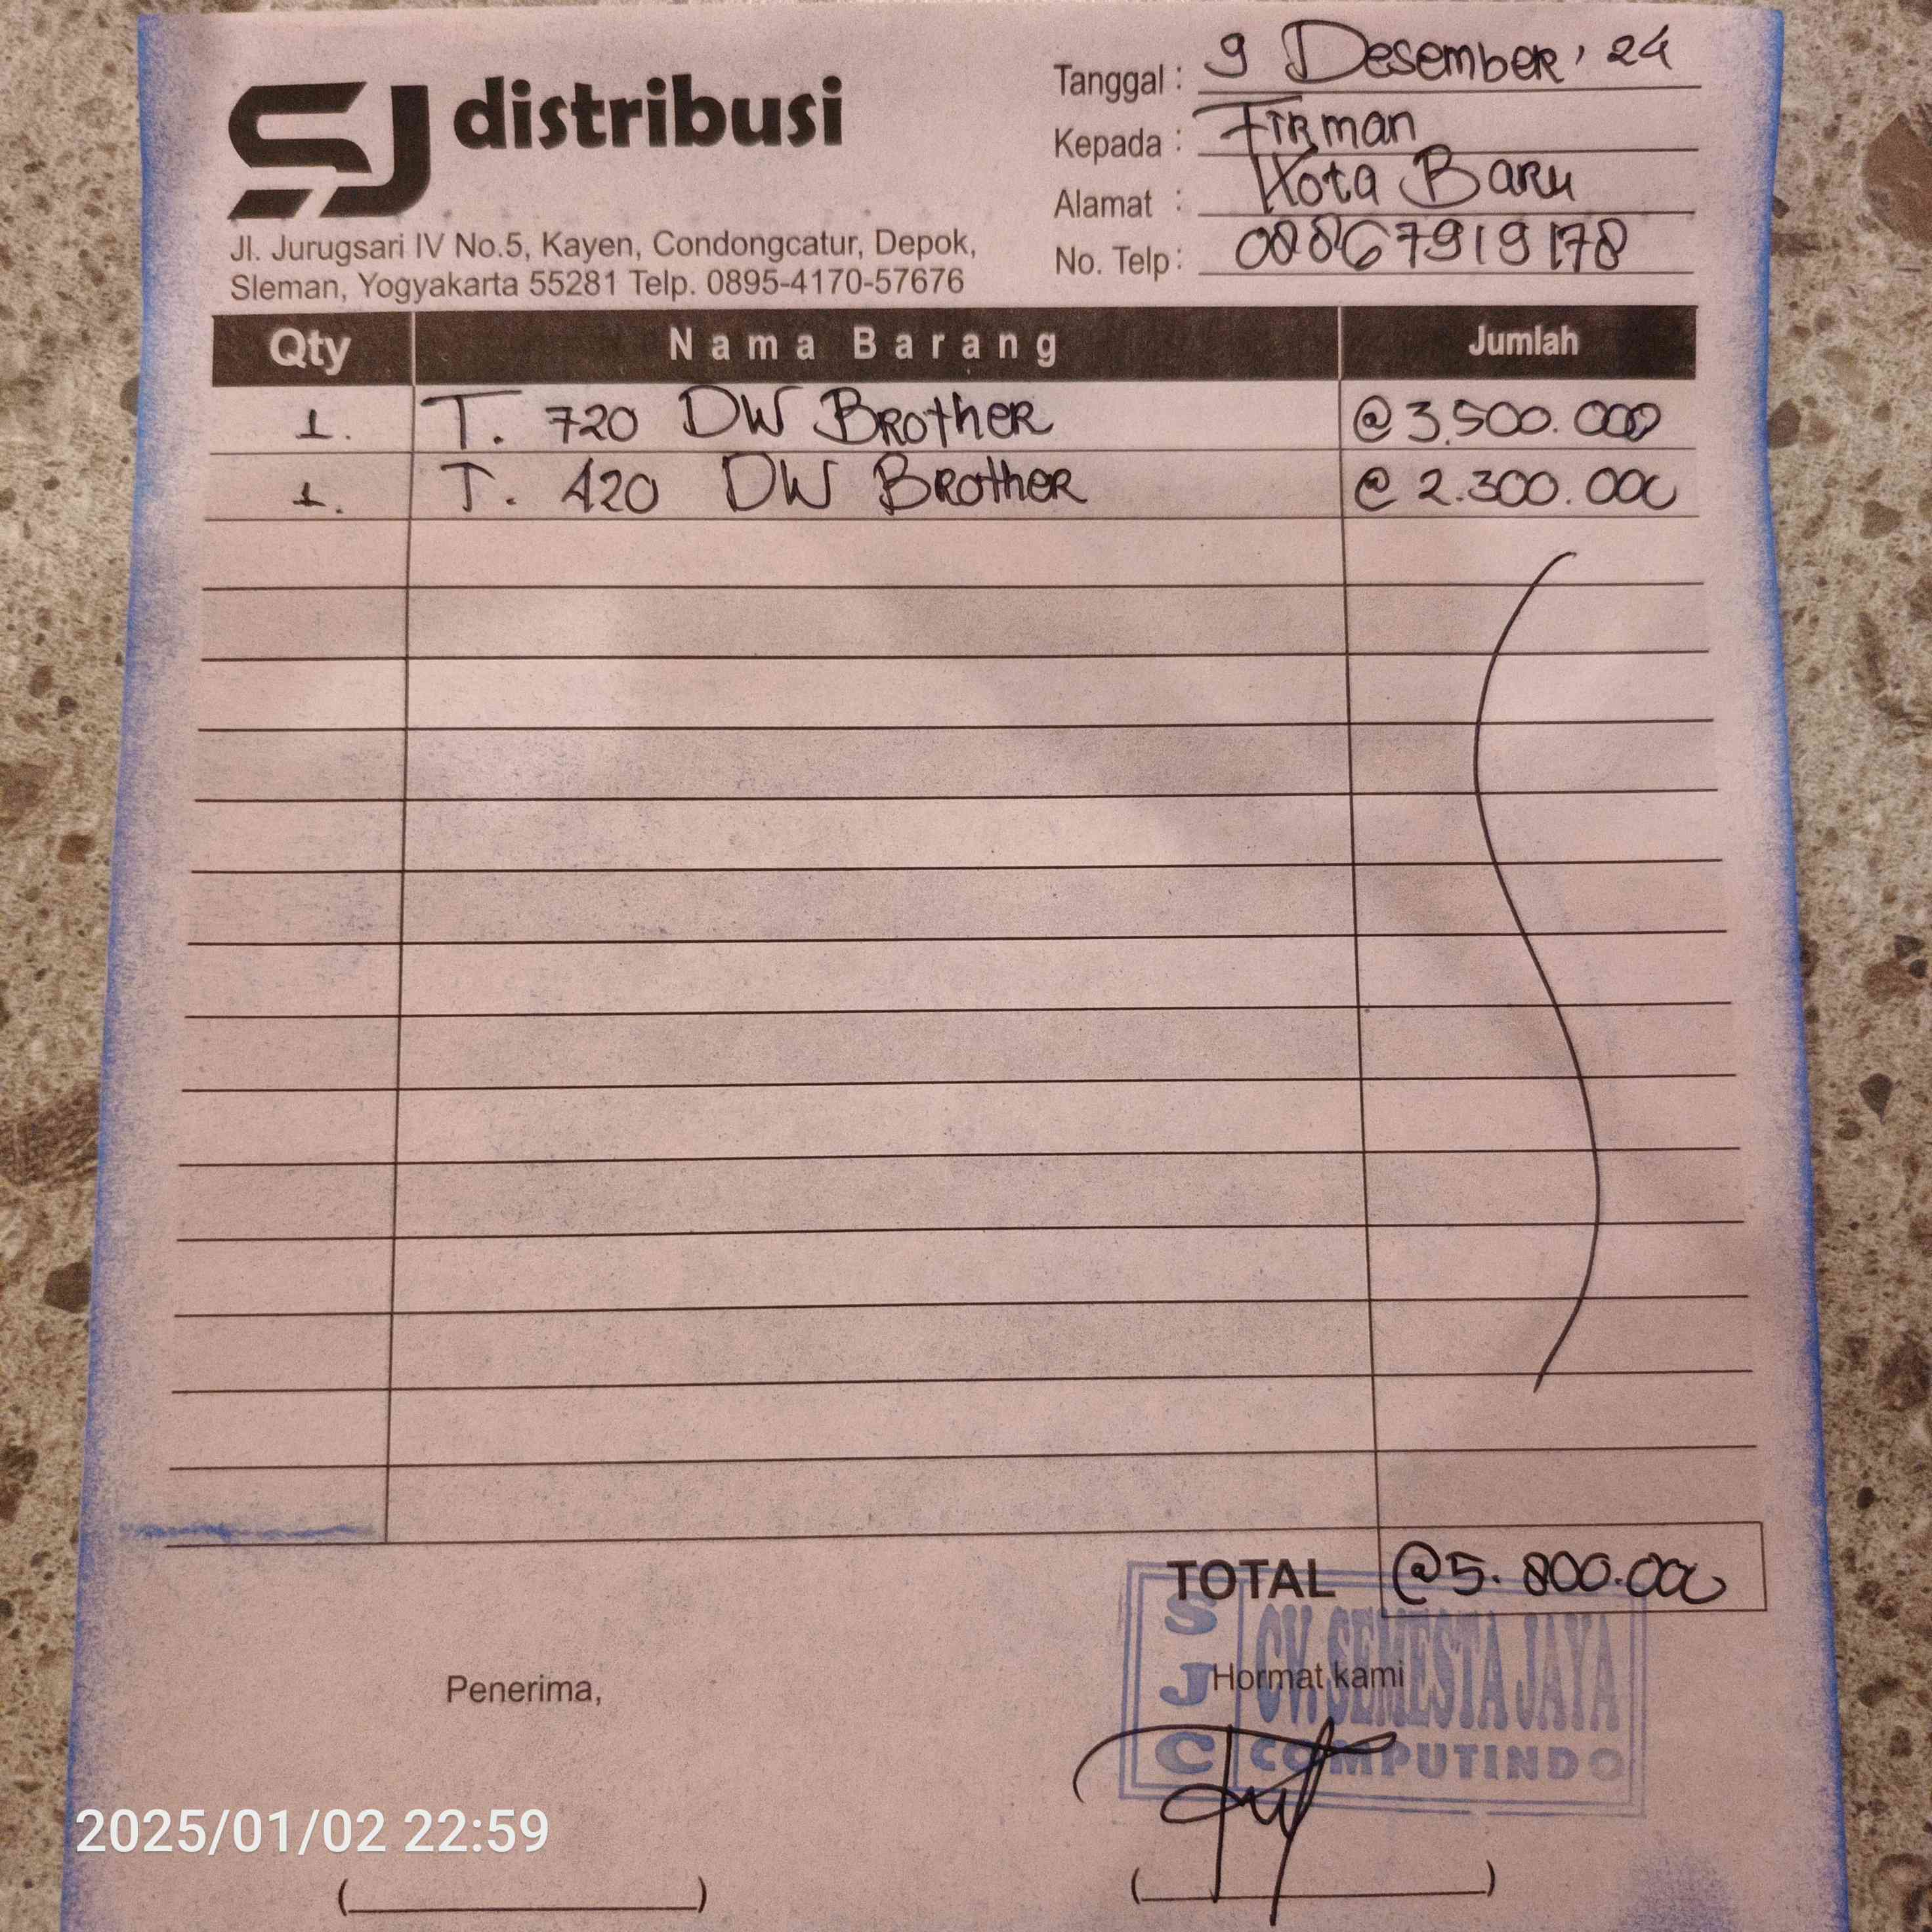 SJ distribusi
Jl. Jurugsari IV No.5, Kayen, Condongcatur, Depok,
Sleman, Yogyakarta 55281 Telp. 0895-4170-57676
Tanggal : 9 Desember, 24
Kepada : Firman
Alamat : Kota Baru
No. Telp : 08867919178
Qty Nama Barang Jumlah
1. T. 720 DW Brother @ 3.500.000
1. T. 420 DW Brother @ 2.300.000
TOTAL @5.800.000
Penerima,
Hormat kami
SJC
CV. SEMESTA JAYA
COMPUTINDO
2025/01/02 22:59